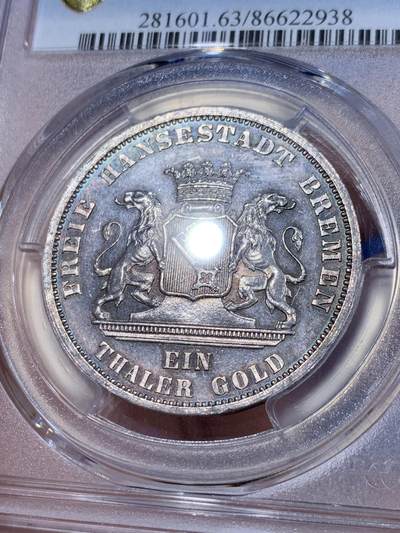 281601.63/86622938
FREIE HANSESTADT BREMEN
EIN
THALER GOLD